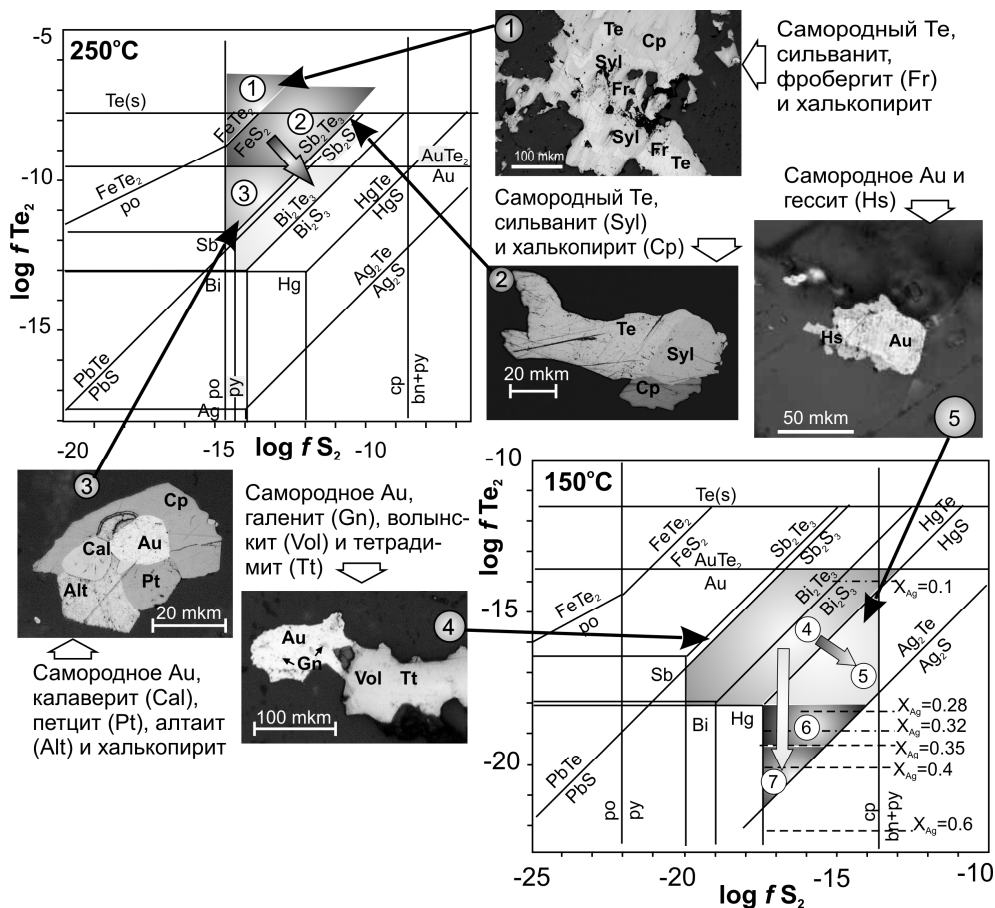 250°C
log f Te₂
-5
-10
-15
-20
-15
-10
log f S₂
Te(s)
FeTe₂
FeS₂
FeTe₂
po
Sb₂Te₃
Sb₂S₃
AuTe₂
Au
Bi₂Te₃
Bi₂S₃
HgTe
HgS
Ag₂Te
Ag₂S
Sb
Bi
Hg
Ag
PbTe
PbS
po
py
cp
bn+py
1
2
3
1
Te
Cp
Syl
Fr
Syl
Fr
Te
100 mkm
Самородный Te,
сильванит,
фробергит (Fr)
и халькопирит
Самородный Te,
сильванит (Syl)
и халькопирит (Cp)
2
Te
Syl
Cp
20 mkm
Самородное Au и
гессит (Hs)
Hs
Au
50 mkm
5
3
Cp
Cal
Au
Alt
Pt
20 mkm
Самородное Au,
калаверит (Cal),
петцит (Pt), алтаит
(Alt) и халькопирит
Самородное Au,
галенит (Gn), волынс-
кит (Vol) и тетради-
мит (Tt)
4
Au
Gn
Vol
Tt
100 mkm
150°C
log f Te₂
-10
-15
-20
-25
-20
-15
-10
log f S₂
Te(s)
FeTe₂
FeS₂
FeTe₂
po
Sb₂Te₃
Sb₂S₃
HgTe
HgS
AuTe₂
Au
Bi₂Te₃
Bi₂S₃
X_Ag=0.1
Ag₂Te
Ag₂S
4
5
Sb
Bi
Hg
6
7
X_Ag=0.28
X_Ag=0.32
X_Ag=0.35
X_Ag=0.4
X_Ag=0.6
PbTe
PbS
po
py
cp
bn+py